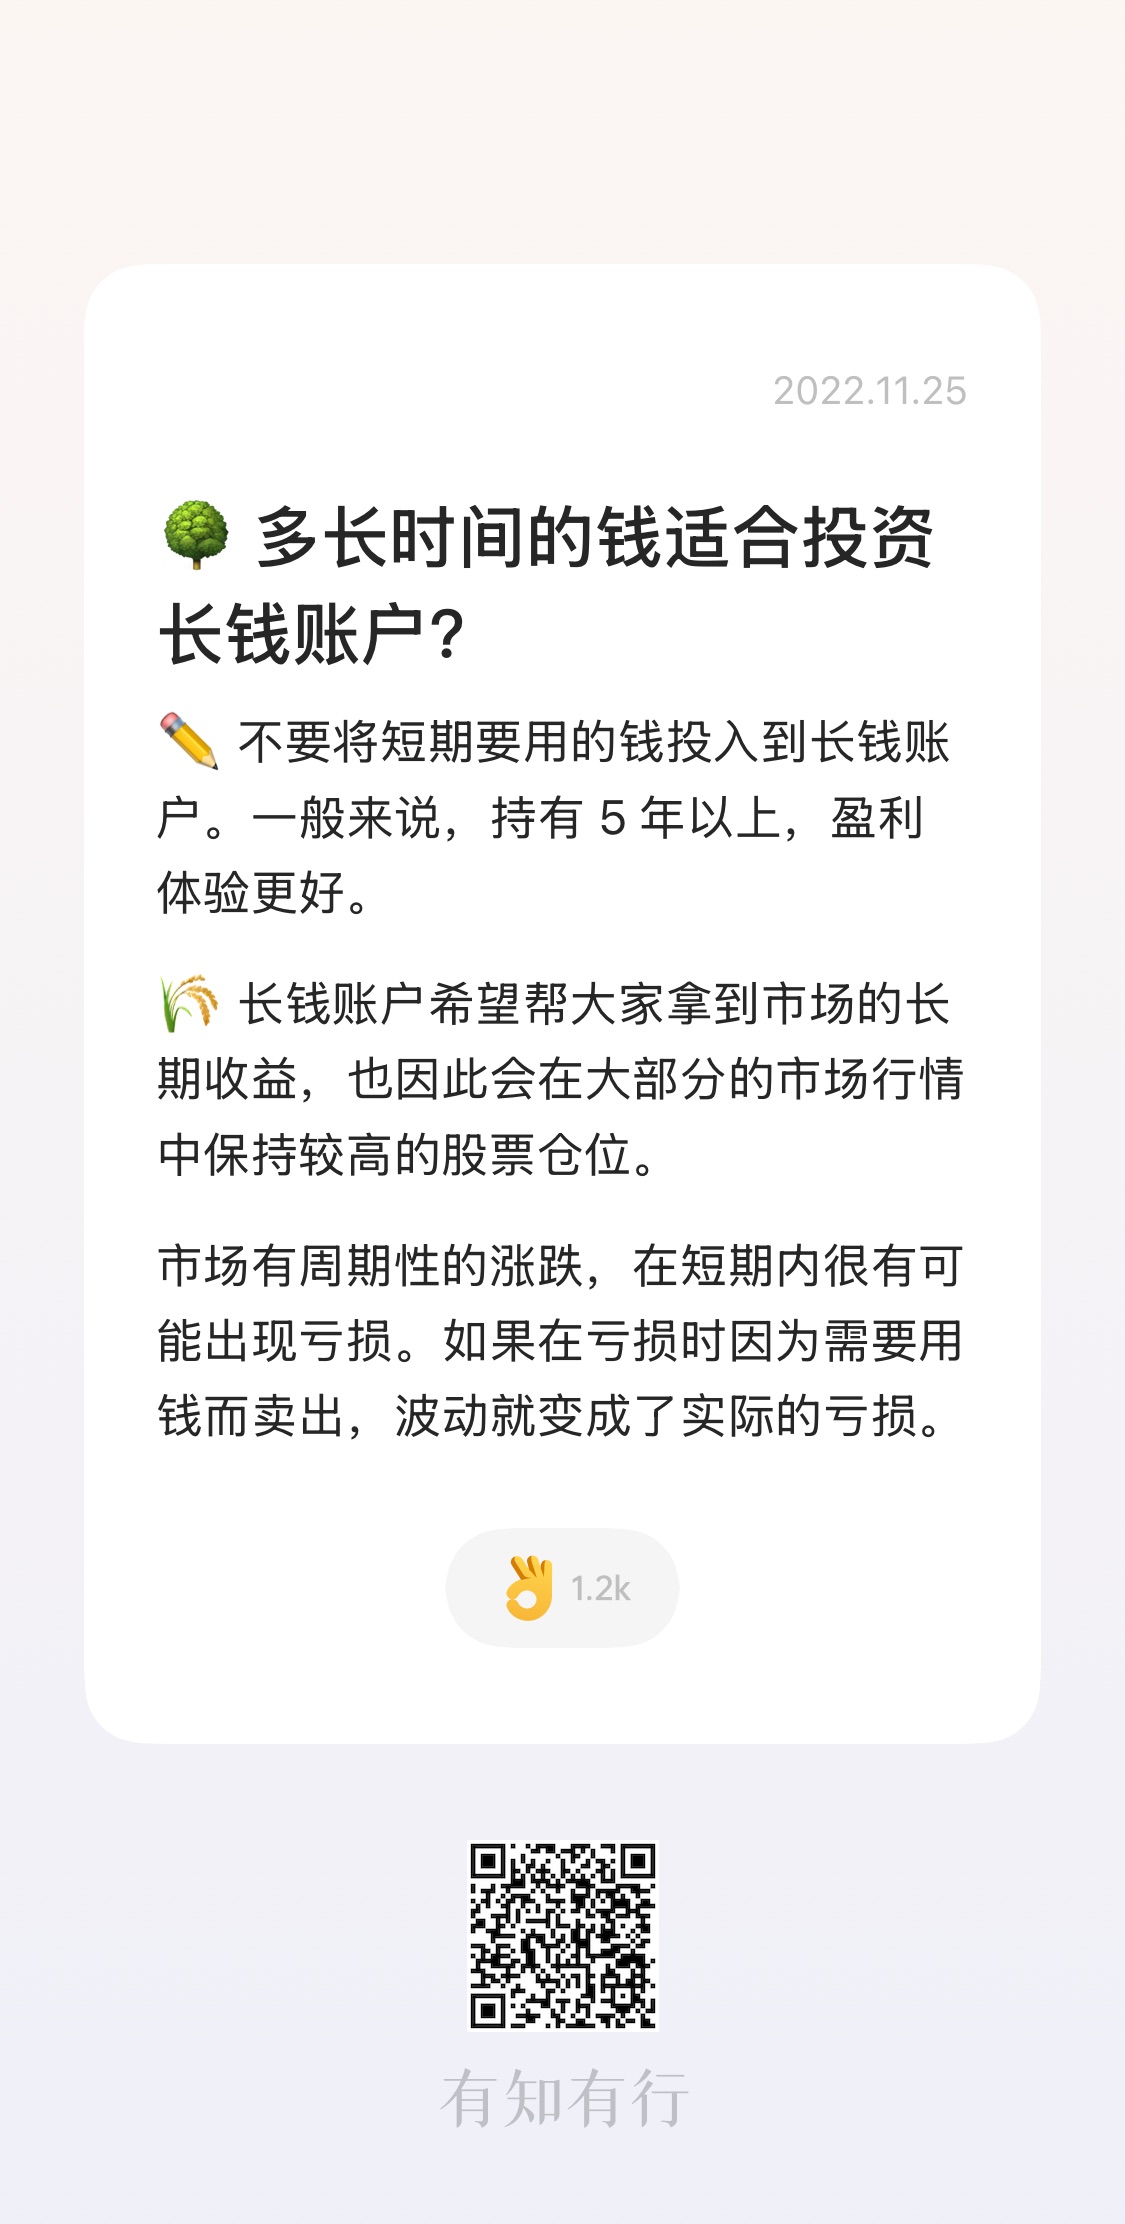 2022.11.25
🌳 多长时间的钱适合投资
长钱账户?
✏️ 不要将短期要用的钱投入到长钱账
户。一般来说，持有 5 年以上，盈利
体验更好。
🌾 长钱账户希望帮大家拿到市场的长
期收益，也因此会在大部分的市场行情
中保持较高的股票仓位。
市场有周期性的涨跌，在短期内很有可
能出现亏损。如果在亏损时因为需要用
钱而卖出，波动就变成了实际的亏损。
👌 1.2k
有知有行